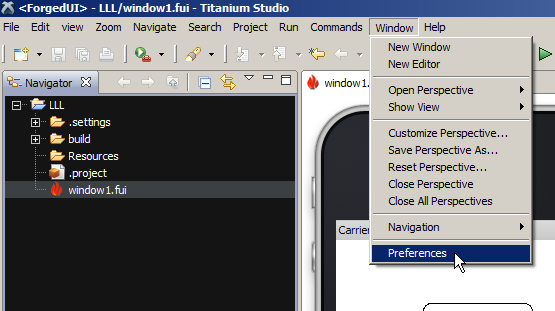 <ForgedUI> - LLL/window1.fui - Titanium Studio
File Edit view Refactor Zoom Navigate Search Project Run Commands Window Help
Navigator
window1.
LLL
.settings
build
Resources
.project
window1.fui
New Window
New Editor
Open Perspective
Show View
Customize Perspective...
Save Perspective As...
Reset Perspective...
Close Perspective
Close All Perspectives
Navigation
Preferences
Carrier